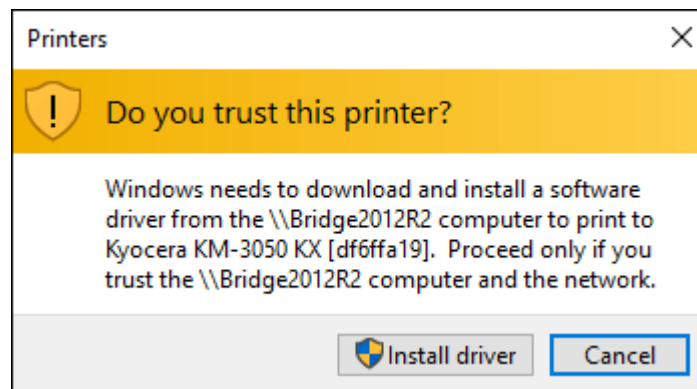 Printers
Do you trust this printer?
Windows needs to download and install a software
driver from the \\Bridge2012R2 computer to print to
Kyocera KM-3050 KX [df6ffa19].  Proceed only if you
trust the \\Bridge2012R2 computer and the network.
Install driver
Cancel